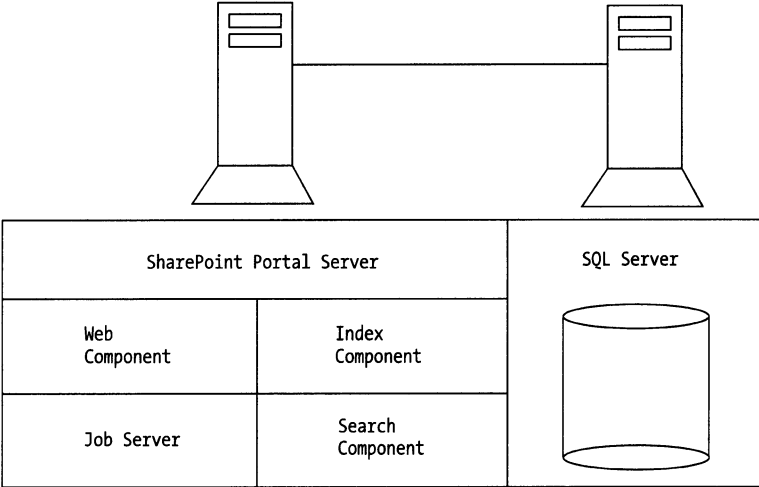 SharePoint Portal Server
SQL Server
Web
Component
Index
Component
Job Server
Search
Component